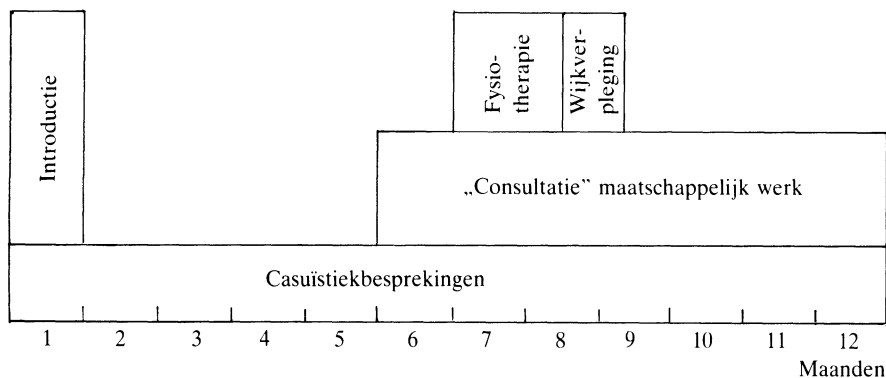 Introductie
Fysio-
therapie
Wijkver-
pleging
„Consultatie” maatschappelijk werk
Casuïstiekbesprekingen
1 2 3 4 5 6 7 8 9 10 11 12
Maanden